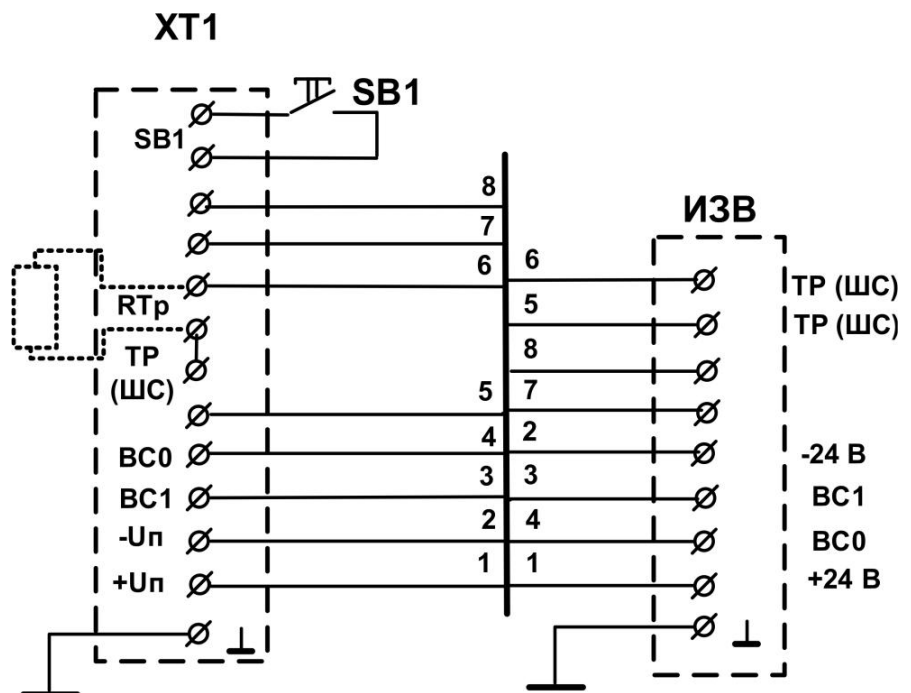 XT1
SB1
SB1
8
7
6
RТр
ТР
(ШС)
5
4
ВС0
3
ВС1
2
-Uп
1
+Uп
ИЗВ
6
ТР (ШС)
5
ТР (ШС)
8
7
2
-24 В
3
ВС1
4
ВС0
1
+24 В